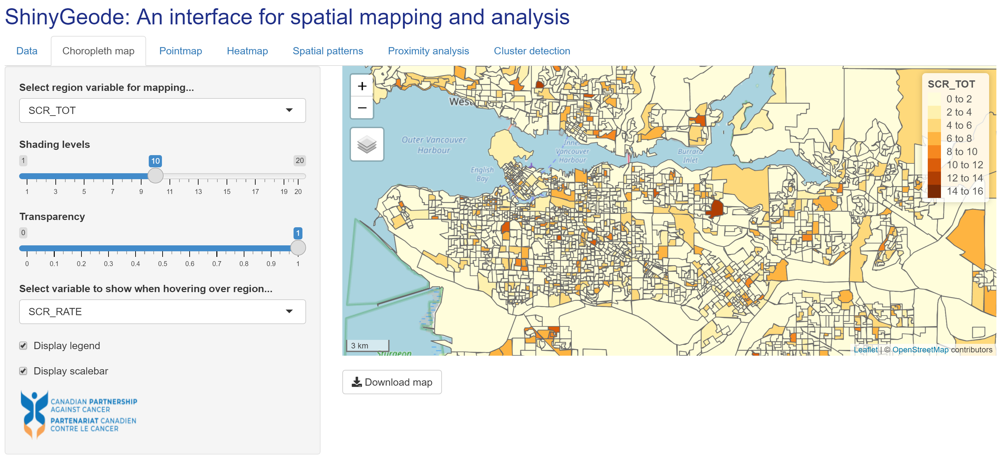 ShinyGeode: An interface for spatial mapping and analysis
Data Choropleth map Pointmap Heatmap Spatial patterns Proximity analysis Cluster detection
Select region variable for mapping...
SCR_TOT
Shading levels
1 10 20
1 3 5 7 9 11 13 15 17 19 20
Transparency
0 1
0 0.1 0.2 0.3 0.4 0.5 0.6 0.7 0.8 0.9 1
Select variable to show when hovering over region...
SCR_RATE
Display legend
Display scalebar
CANADIAN PARTNERSHIP
AGAINST CANCER
PARTENARIAT CANADIEN
CONTRE LE CANCER
+
−
West
Outer Vancouver
Harbour
English
Bay
Inner
Vancouver
Harbour
Burrard
Inlet
SCR_TOT
0 to 2
2 to 4
4 to 6
6 to 8
8 to 10
10 to 12
12 to 14
14 to 16
3 km
Sturgeon
Leaflet | © OpenStreetMap contributors
Download map